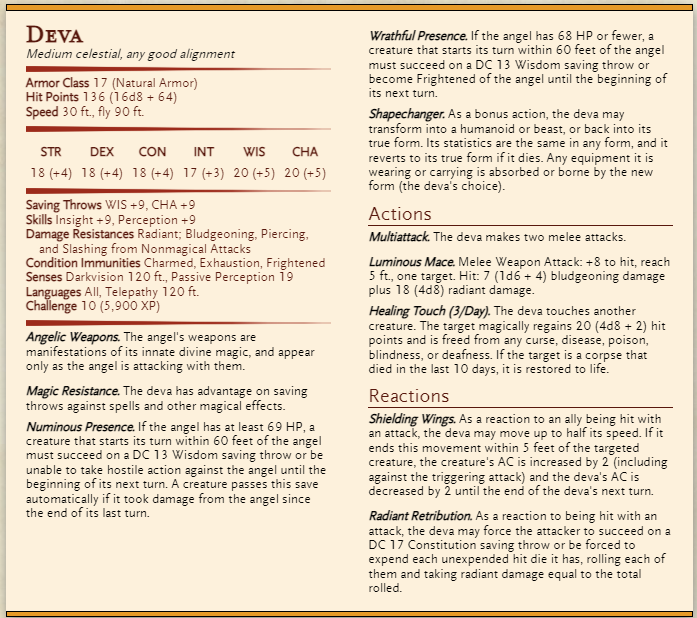 Deva
Medium celestial, any good alignment
Armor Class 17 (Natural Armor)
Hit Points 136 (16d8 + 64)
Speed 30 ft., fly 90 ft.
STR DEX CON INT WIS CHA
18 (+4) 18 (+4) 18 (+4) 17 (+3) 20 (+5) 20 (+5)
Saving Throws WIS +9, CHA +9
Skills Insight +9, Perception +9
Damage Resistances Radiant; Bludgeoning, Piercing,
and Slashing from Nonmagical Attacks
Condition Immunities Charmed, Exhaustion, Frightened
Senses Darkvision 120 ft., Passive Perception 19
Languages All, Telepathy 120 ft.
Challenge 10 (5,900 XP)
Angelic Weapons. The angel's weapons are
manifestations of its innate divine magic, and appear
only as the angel is attacking with them.
Magic Resistance. The deva has advantage on saving
throws against spells and other magical effects.
Numinous Presence. If the angel has at least 69 HP, a
creature that starts its turn within 60 feet of the angel
must succeed on a DC 13 Wisdom saving throw or be
unable to take hostile action against the angel until the
beginning of its next turn. A creature passes this save
automatically if it took damage from the angel since
the end of its last turn.
Wrathful Presence. If the angel has 68 HP or fewer, a
creature that starts its turn within 60 feet of the angel
must succeed on a DC 13 Wisdom saving throw or
become Frightened of the angel until the beginning of
its next turn.
Shapechanger. As a bonus action, the deva may
transform into a humanoid or beast, or back into its
true form. Its statistics are the same in any form, and it
reverts to its true form if it dies. Any equipment it is
wearing or carrying is absorbed or borne by the new
form (the deva's choice).
Actions
Multiattack. The deva makes two melee attacks.
Luminous Mace. Melee Weapon Attack: +8 to hit, reach
5 ft., one target. Hit: 7 (1d6 + 4) bludgeoning damage
plus 18 (4d8) radiant damage.
Healing Touch (3/Day). The deva touches another
creature. The target magically regains 20 (4d8 + 2) hit
points and is freed from any curse, disease, poison,
blindness, or deafness. If the target is a corpse that
died in the last 10 days, it is restored to life.
Reactions
Shielding Wings. As a reaction to an ally being hit with
an attack, the deva may move up to half its speed. If it
ends this movement within 5 feet of the targeted
creature, the creature's AC is increased by 2 (including
against the triggering attack) and the deva's AC is
decreased by 2 until the end of the deva's next turn.
Radiant Retribution. As a reaction to being hit with an
attack, the deva may force the attacker to succeed on a
DC 17 Constitution saving throw or be forced to
expend each unexpended hit die it has, rolling each of
them and taking radiant damage equal to the total
rolled.